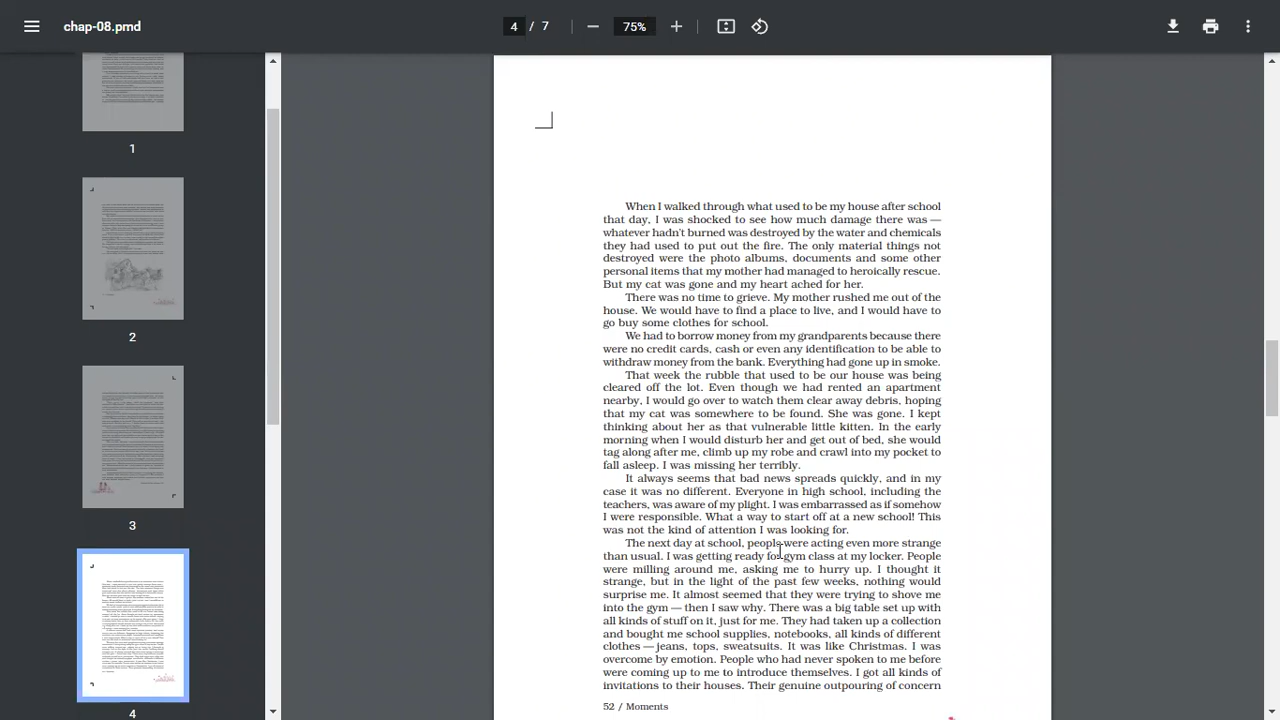 chap-08.pmd
4 / 7
75%
1
2
3
4
When I walked through what used to be my house after school
that day, I was shocked to see how much damage there was —
whatever hadn't burned was destroyed by the water and chemicals
they had used to put out the fire. The only material things not
destroyed were the photo albums, documents and some other
personal items that my mother had managed to heroically rescue.
But my cat was gone and my heart ached for her.
There was no time to grieve. My mother rushed me out of the
house. We would have to find a place to live, and I would have to
go buy some clothes for school.
We had to borrow money from my grandparents because there
were no credit cards, cash or even any identification to be able to
withdraw money from the bank. Everything had gone up in smoke.
That week the rubble that used to be our house was being
cleared off the lot. Even though we had rented an apartment
nearby, I would go over to watch them clear away debris, hoping
that my cat was somewhere to be found. She was gone. I kept
thinking about her as that vulnerable little kitten. In the early
morning when I would disturb her and get out of bed, she would
tag along after me, climb up my robe and crawl into my pocket to
fall asleep. I was missing her terribly.
It always seems that bad news spreads quickly, and in my
case it was no different. Everyone in high school, including the
teachers, was aware of my plight. I was embarrassed as if somehow
I were responsible. What a way to start off at a new school! This
was not the kind of attention I was looking for.
The next day at school, people were acting even more strange
than usual. I was getting ready for gym class at my locker. People
were milling around me, asking me to hurry up. I thought it
strange, but in the light of the past few weeks, nothing would
surprise me. It almost seemed that they were trying to shove me
into the gym — then I saw why. There was a big table set up with
all kinds of stuff on it, just for me. They had taken up a collection
and bought me school supplies, notebooks, all kinds of different
clothes — jeans, tops, sweatsuits. It was like Christmas. I was
overcome by emotion. People who had never spoken to me before
were coming up to me to introduce themselves. I got all kinds of
invitations to their houses. Their genuine outpouring of concern
52 / Moments